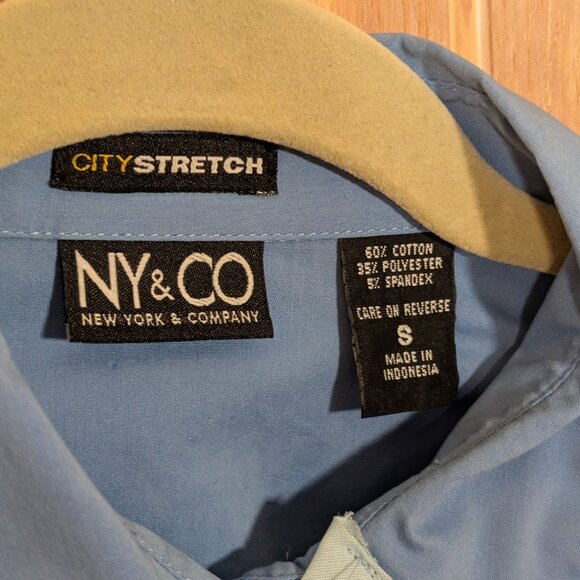 CITYSTRETCH
NY&CO
NEW YORK & COMPANY
60% COTTON
35% POLYESTER
5% SPANDEX
CARE ON REVERSE
S
MADE IN
INDONESIA